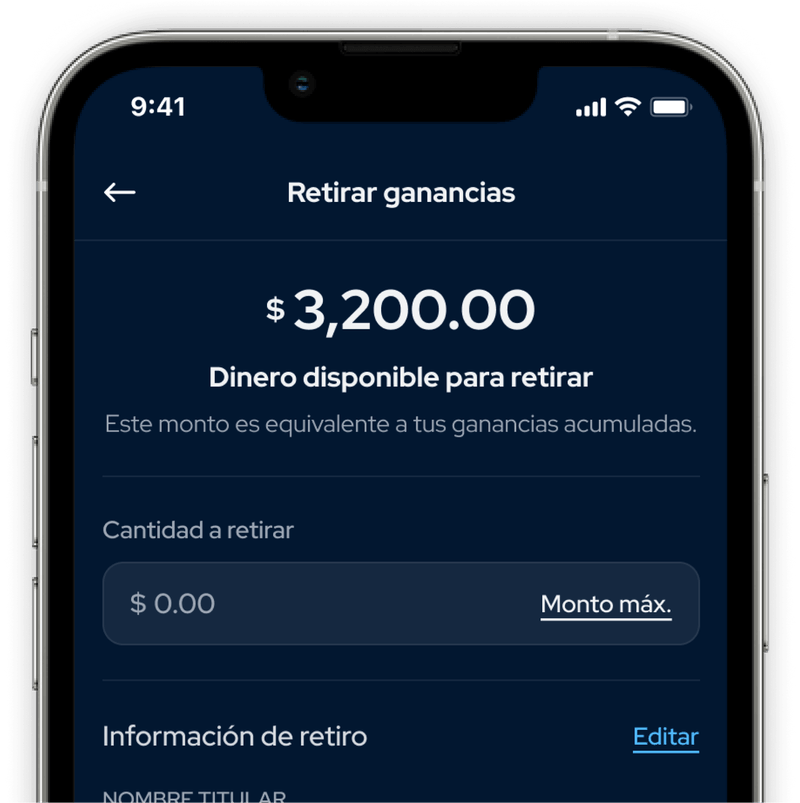 9:41
Retirar ganancias
$ 3,200.00
Dinero disponible para retirar
Este monto es equivalente a tus ganancias acumuladas.
Cantidad a retirar
$ 0.00 Monto máx.
Información de retiro Editar
NOMBRE TITULAR